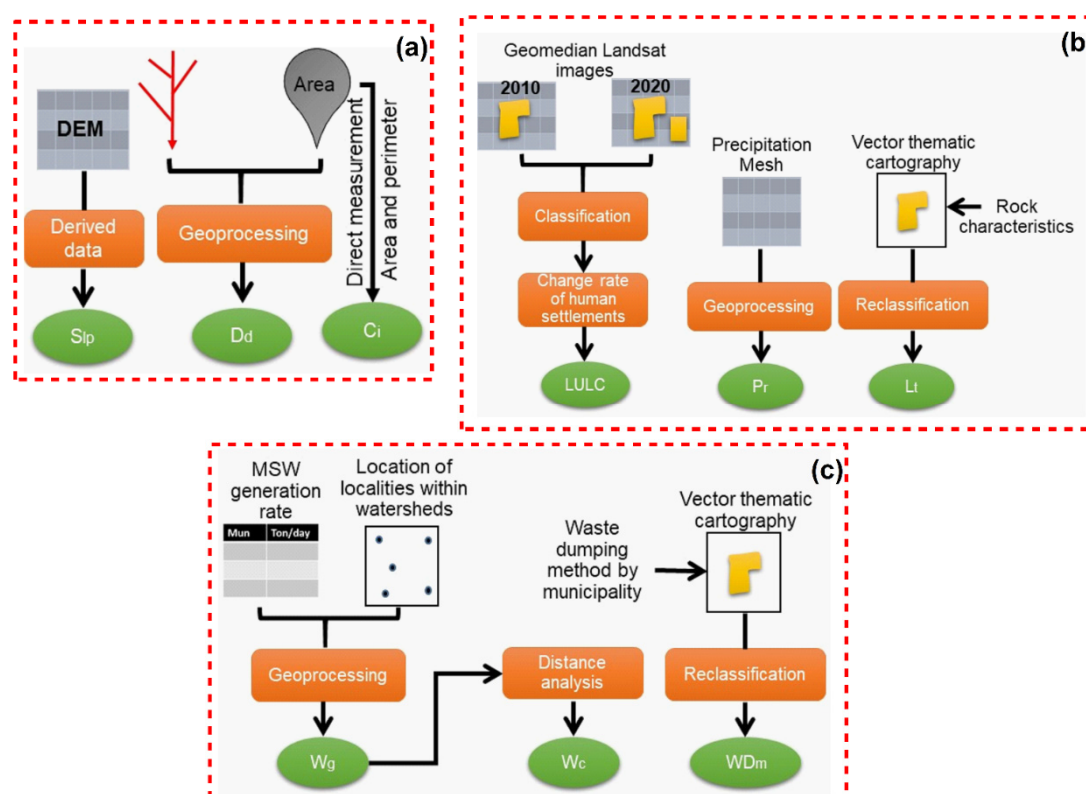 (a)
DEM
Area
Derived
data
Geoprocessing
Direct measurement
Area and perimeter
Slp
Dd
Ci
(b)
Geomedian Landsat
images
2010
2020
Precipitation
Mesh
Vector thematic
cartography
Rock
characteristics
Classification
Change rate
of human
settlements
Geoprocessing
Reclassification
LULC
Pr
Lt
(c)
MSW
generation
rate
Mun Ton/day
Location of
localities within
watersheds
Waste
dumping
method by
municipality
Vector thematic
cartography
Geoprocessing
Distance
analysis
Reclassification
Wg
Wc
WDm